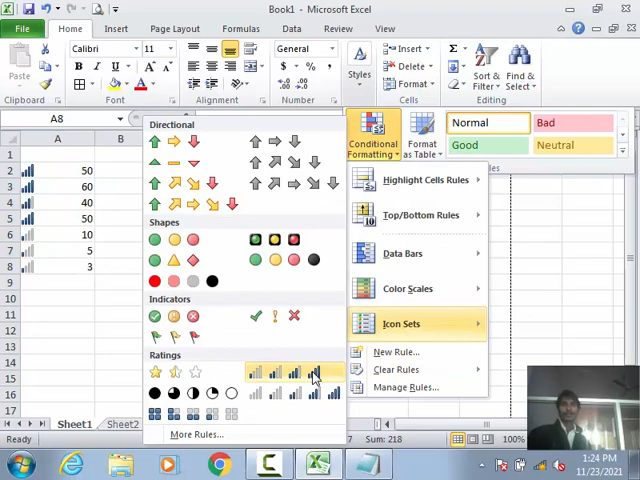 Book1 - Microsoft Excel
File Home Insert Page Layout Formulas Data Review View
Calibri 11 General Insert Σ
Paste B I U $ % , Styles Delete Sort & Filter Find & Select
A A Format
Clipboard Font Alignment Number Cells Editing
A8 Conditional Formatting Format as Table Normal Bad
Good Neutral
A B
1
2 50
3 60
4 40
5 50
6 10
7 5
8 3
9
10
11
12
13
14
15
16
17
Directional
Shapes
Indicators
Ratings
More Rules...
Highlight Cells Rules
Top/Bottom Rules
Data Bars
Color Scales
Icon Sets
New Rule...
Clear Rules
Manage Rules...
Sheet1 Sheet2
Ready Sum: 218 100%
1:24 PM
11/23/2021